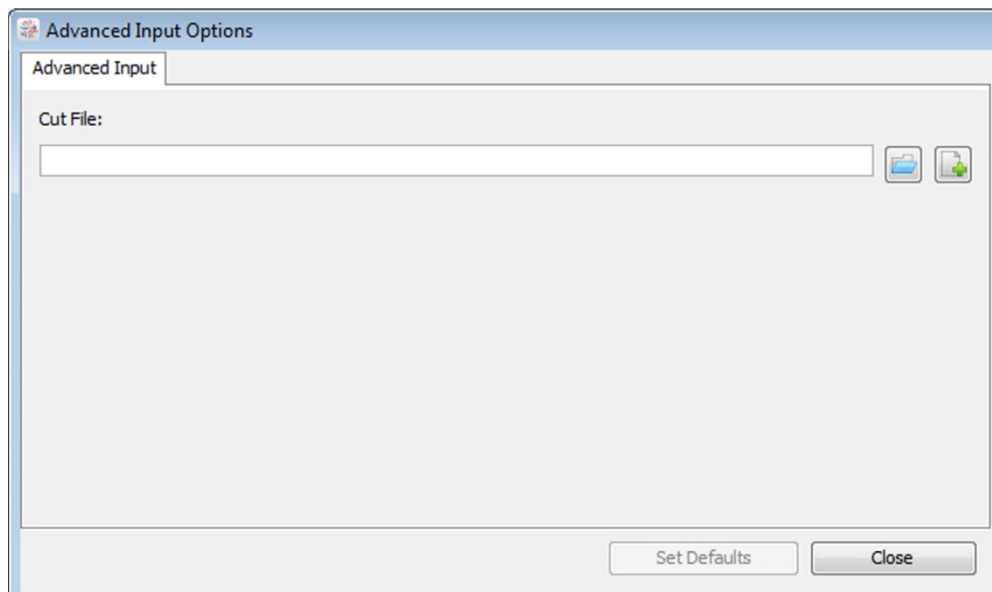 Advanced Input Options
Advanced Input
Cut File:
Set Defaults Close